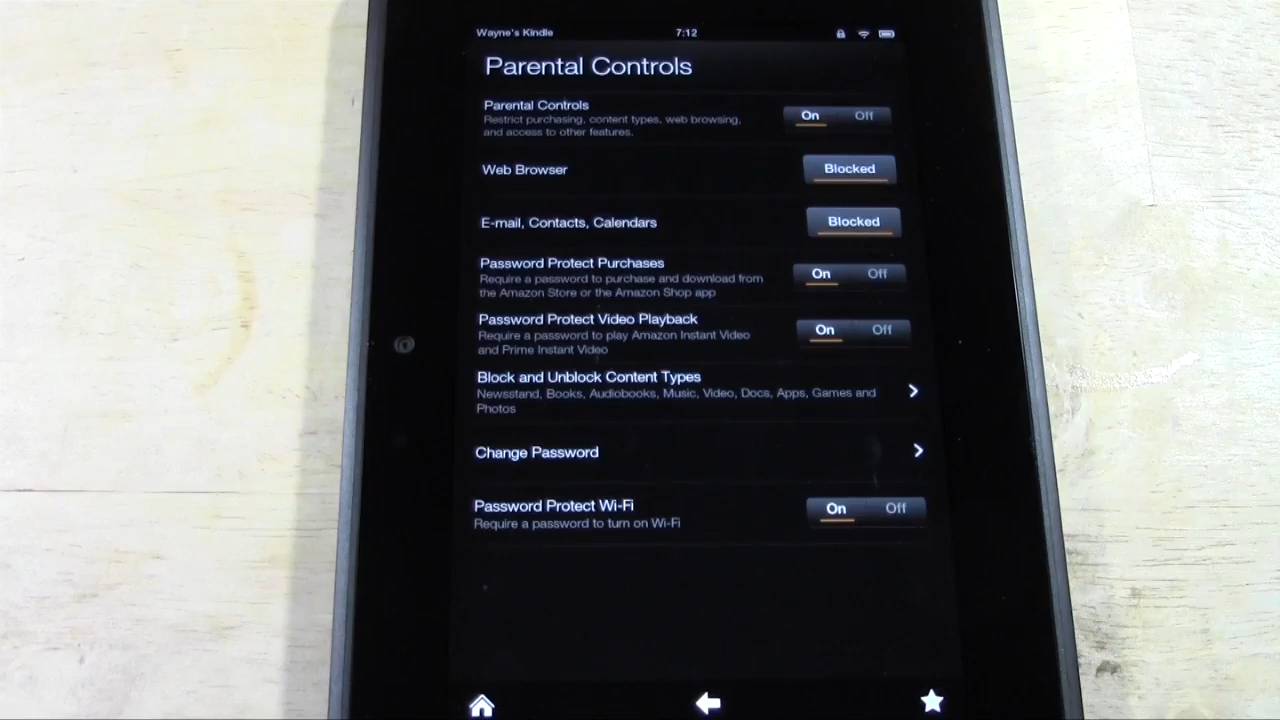 Wayne's Kindle 7:12
Parental Controls
Parental Controls
Restrict purchasing, content types, web browsing,
and access to other features.
On Off
Web Browser Blocked
E-mail, Contacts, Calendars Blocked
Password Protect Purchases
Require a password to purchase and download from
the Amazon Store or the Amazon Shop app
On Off
Password Protect Video Playback
Require a password to play Amazon Instant Video
and Prime Instant Video
On Off
Block and Unblock Content Types
Newsstand, Books, Audiobooks, Music, Video, Docs, Apps, Games and
Photos
Change Password
Password Protect Wi-Fi
Require a password to turn on Wi-Fi
On Off